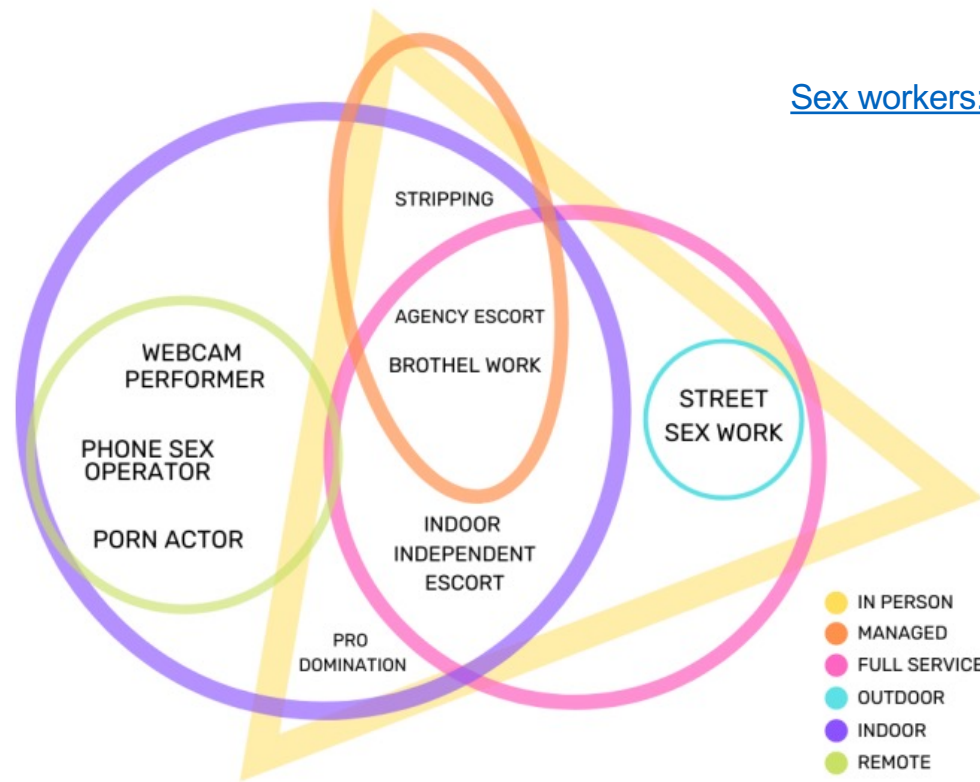 Sex workers:
STRIPPING
AGENCY ESCORT
BROTHEL WORK
WEBCAM
PERFORMER
PHONE SEX
OPERATOR
PORN ACTOR
STREET
SEX WORK
INDOOR
INDEPENDENT
ESCORT
PRO
DOMINATION
IN PERSON
MANAGED
FULL SERVICE
OUTDOOR
INDOOR
REMOTE